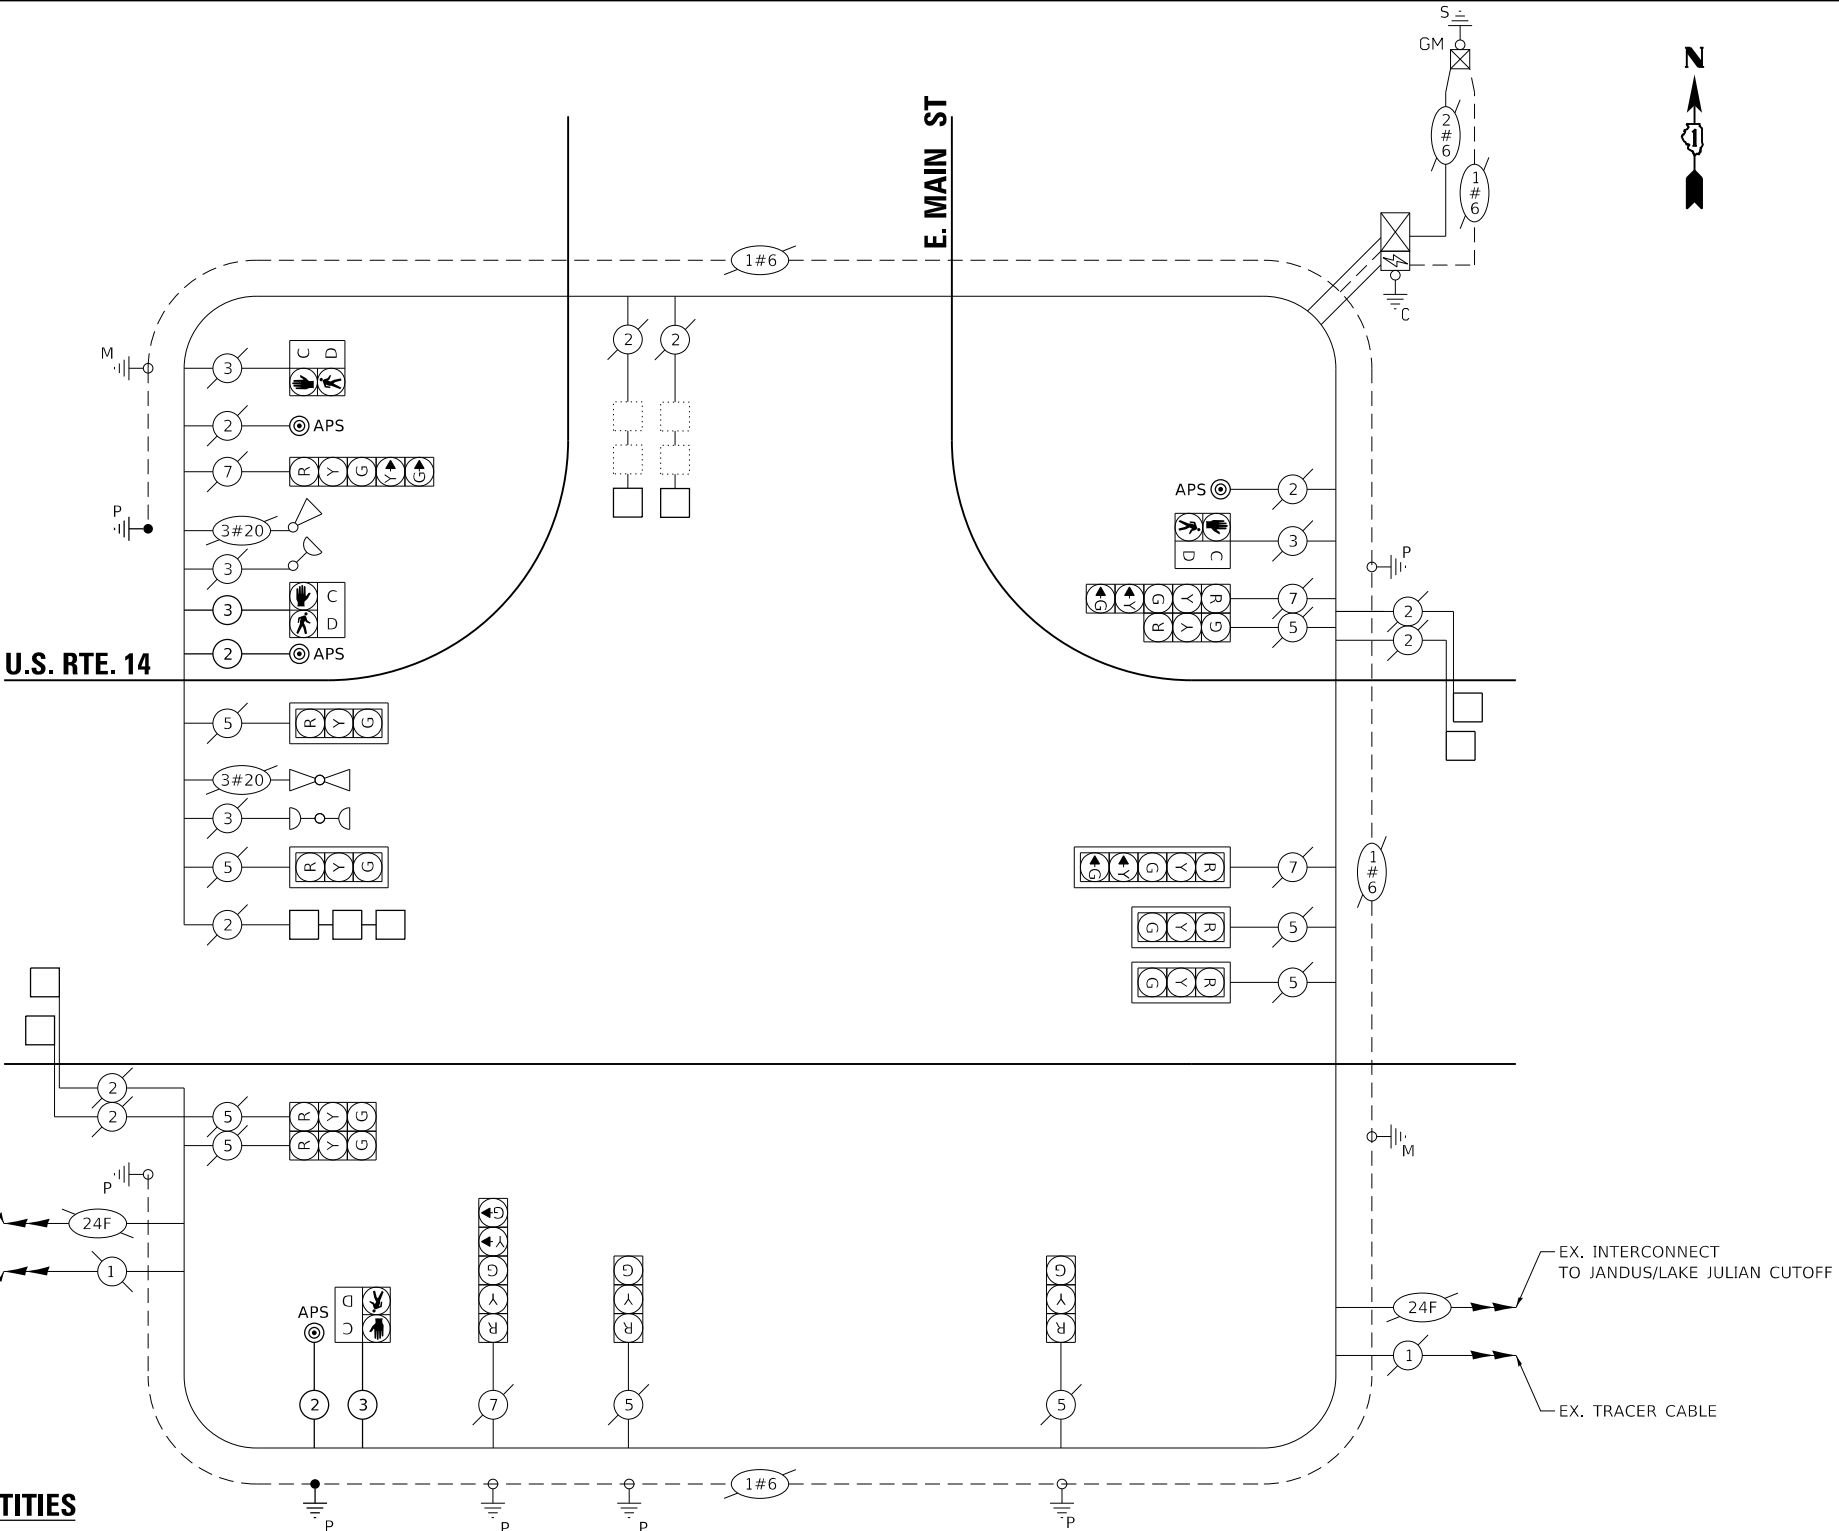 S
GM
N
1
2 # 6
1 # 6
E. MAIN ST
1#6
C
M
3
C D
2
2
2
APS
7
R Y G Y G
P
3#20
3
3
C
D
2
APS
U.S. RTE. 14
APS
2
3
D C
P
G Y G Y R
7
R Y G
5
2
2
5
R Y G
3#20
3
5
R Y G
2
G Y G Y R
7
1 # 6
G Y R
5
G Y R
5
2
2
5
R Y G
5
R Y G
M
P
24F
1
APS
D
C
2
3
G
Y
G
Y
R
7
G
Y
R
5
G
Y
R
5
EX. INTERCONNECT
TO JANDUS/LAKE JULIAN CUTOFF
24F
1
EX. TRACER CABLE
1#6
P
P
P
P
TITIES